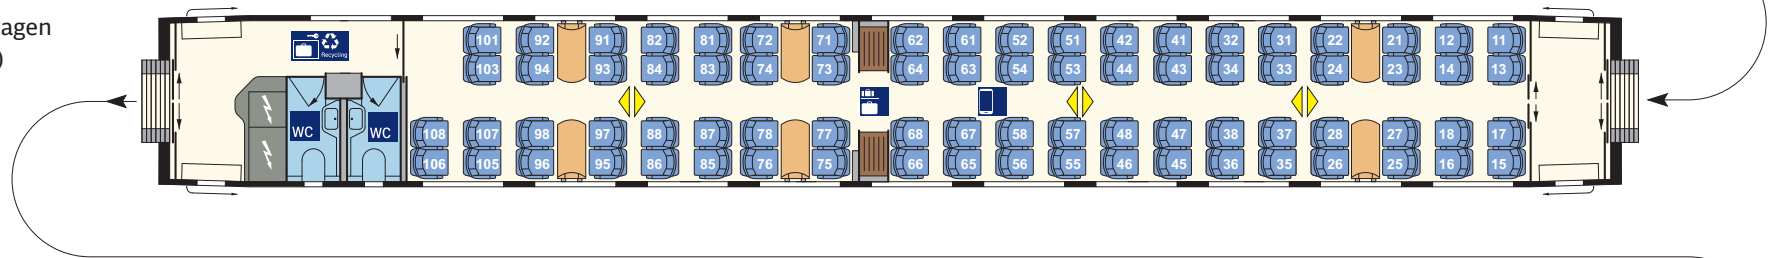 agen
)
Recycling
101 92 91 82 81 72 71 62 61 52 51 42 41 32 31 22 21 12 11
103 94 93 84 83 74 73 64 63 54 53 44 43 34 33 24 23 14 13
WC WC
108 107 98 97 88 87 78 77 68 67 58 57 48 47 38 37 28 27 18 17
106 105 96 95 86 85 76 75 66 65 56 55 46 45 36 35 26 25 16 15